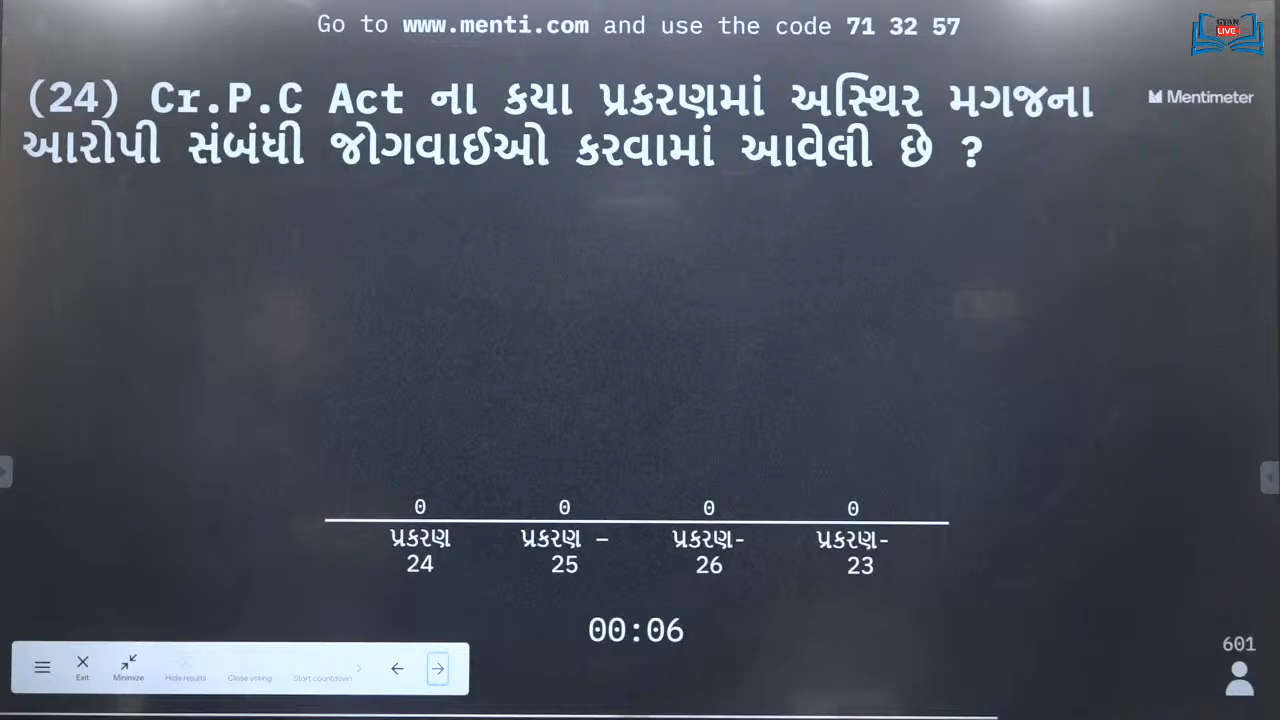 Go to www.menti.com and use the code 71 32 57
GYAN
LIVE
(24) Cr.P.C Act ના કયા પ્રકરણમાં અસ્થિર મગજના
આરોપી સંબંધી જોગવાઈઓ કરવામાં આવેલી છે ?
Mentimeter
0 0 0 0
પ્રકરણ પ્રકરણ – પ્રકરણ- પ્રકરણ-
24 25 26 23
00:06
601
Exit Minimize Hide results Close voting Start countdown